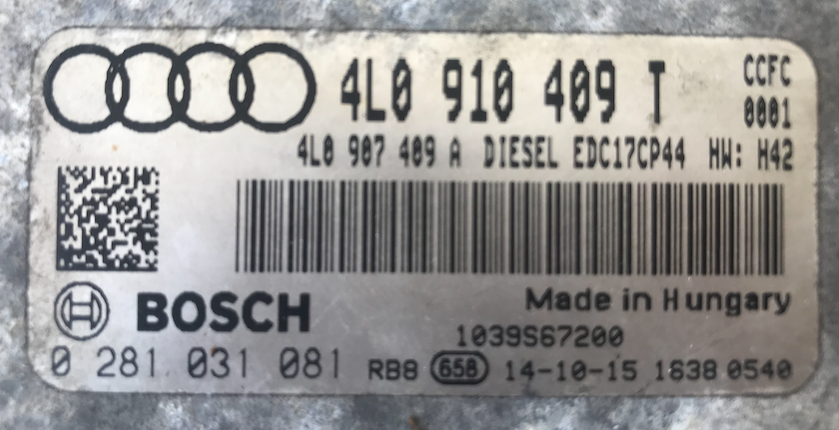 4L0 910 409 T CCFC
0001
4L0 907 409 A DIESEL EDC17CP44 HW: H42
BOSCH Made in Hungary
1039S67200
0 281 031 081 RB8 658 14-10-15 1638 0540